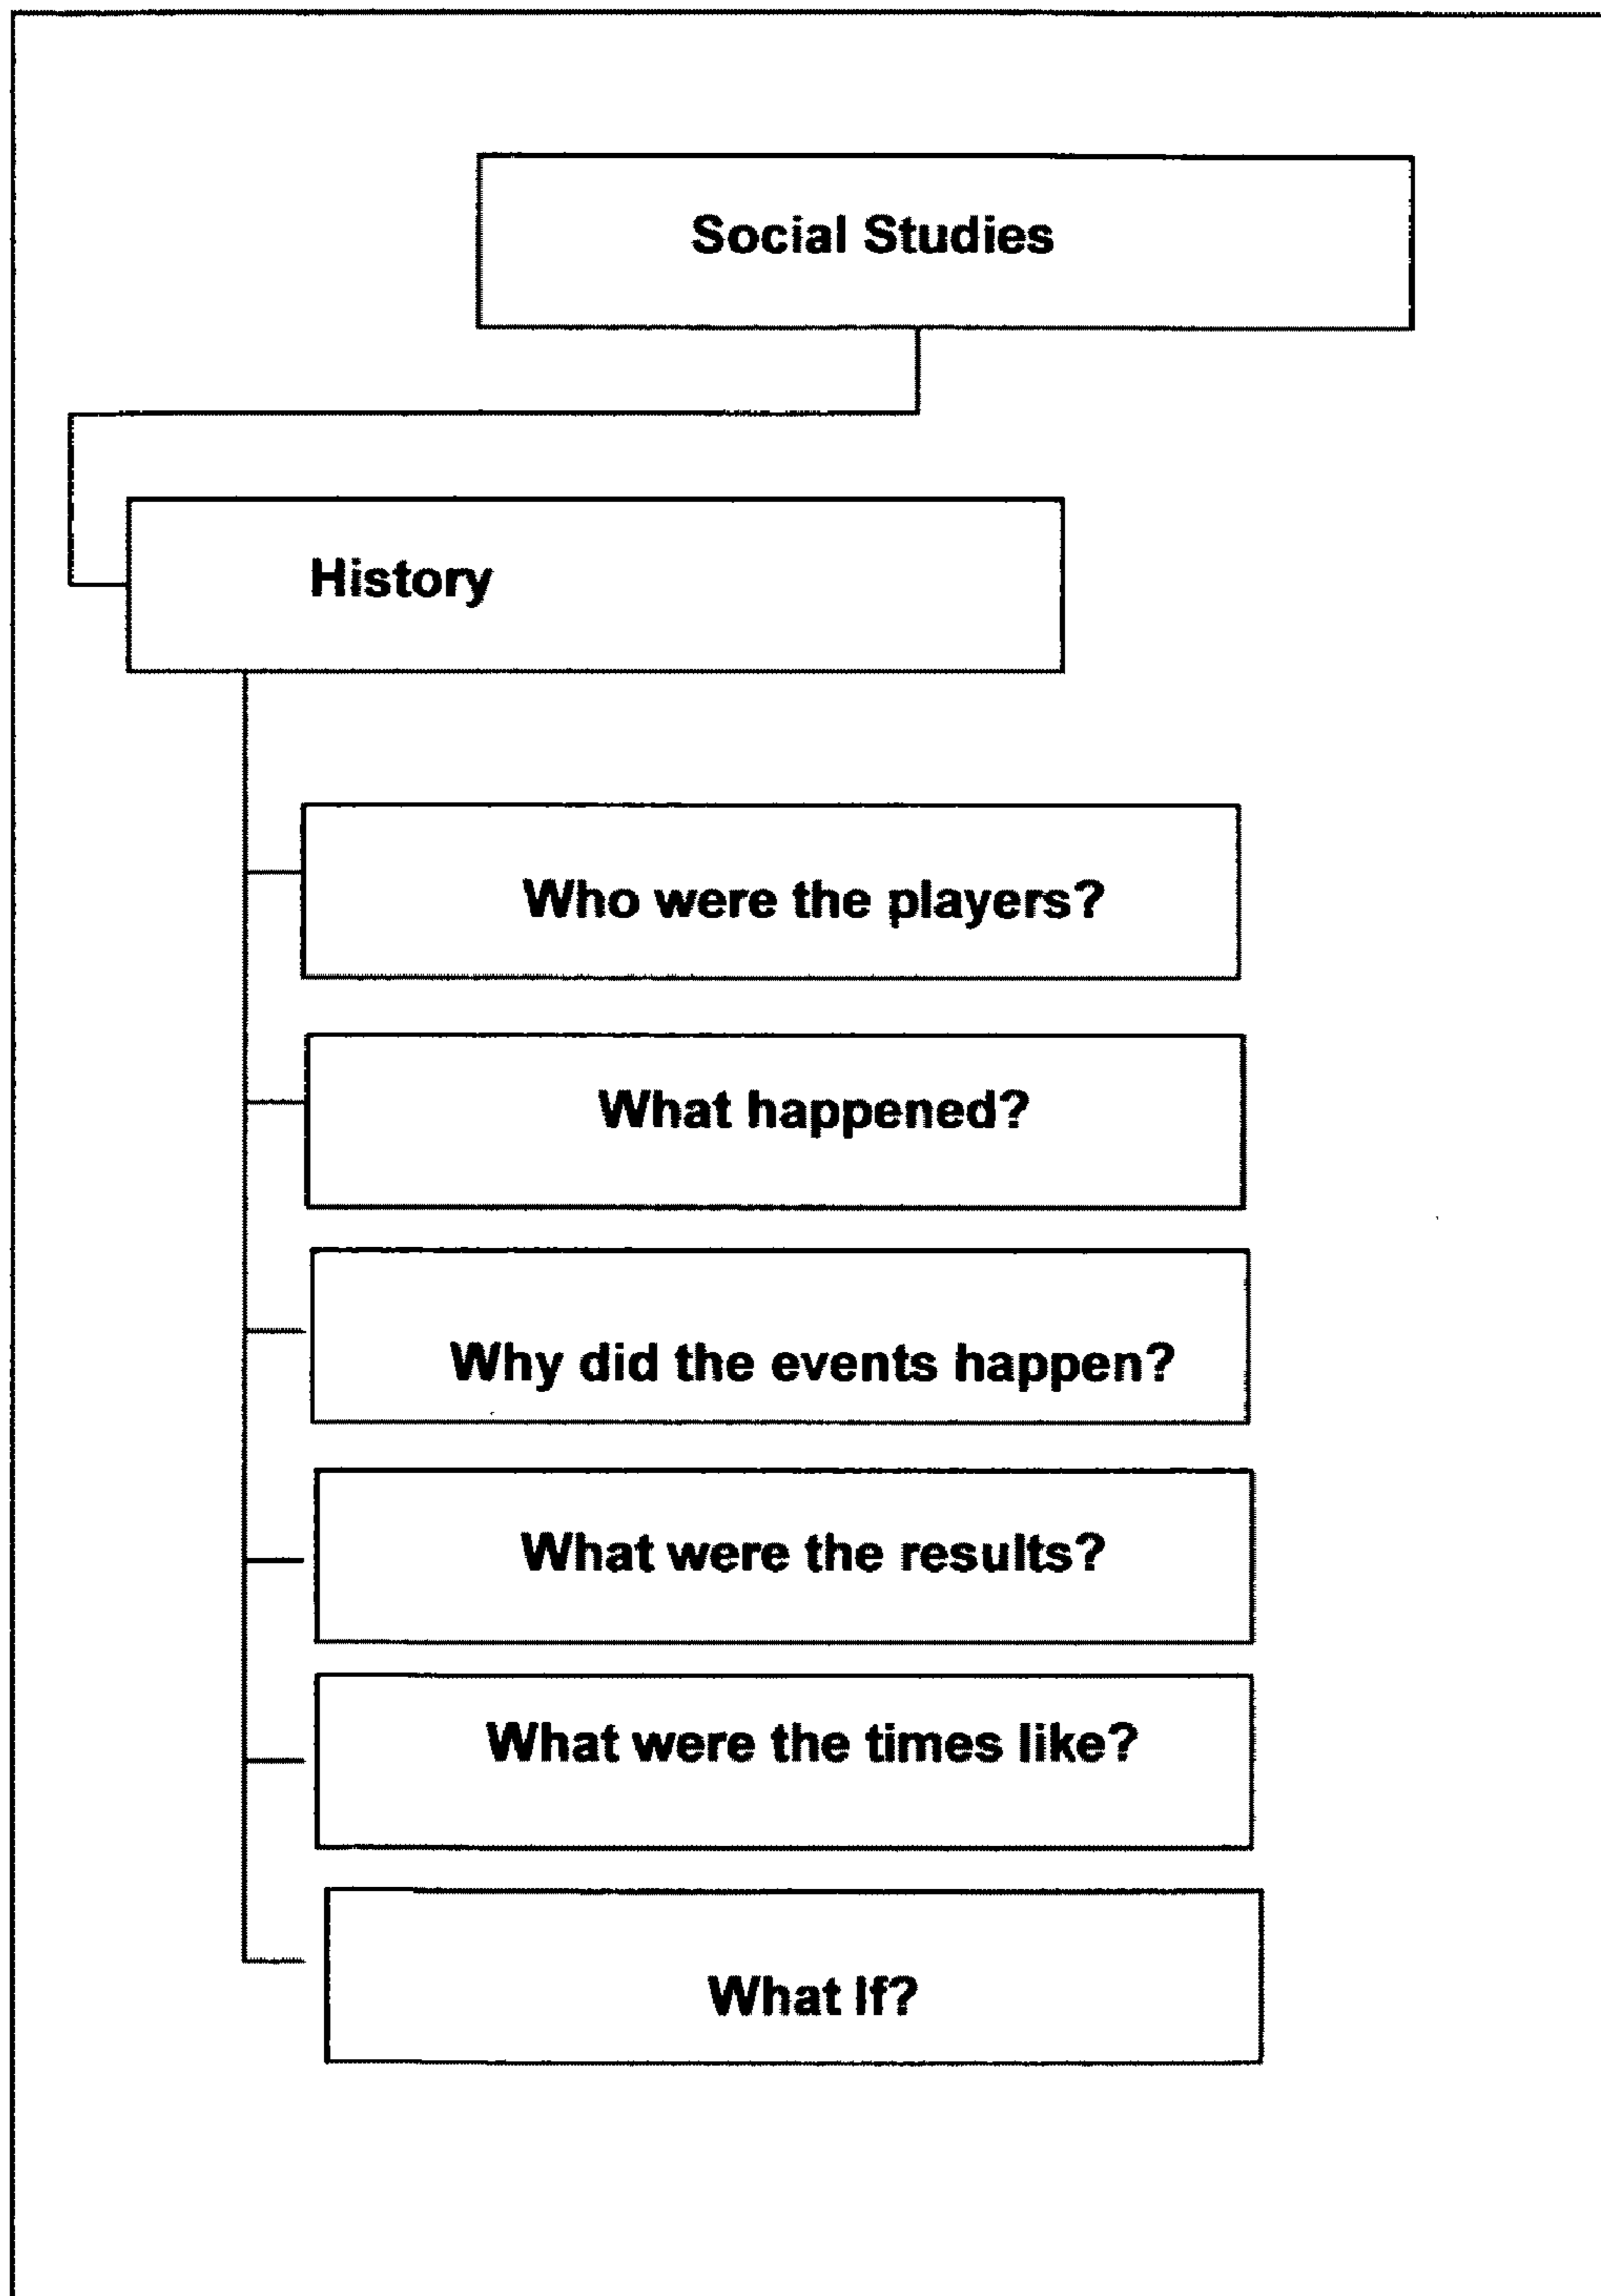 Social Studies
History
Who were the players?
What happened?
Why did the events happen?
What were the results?
What were the times like?
What If?